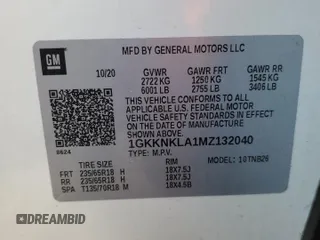 GM
MFD BY GENERAL MOTORS LLC
10/20 GVWR GAWR FRT GAWR RR
2722 KG 1250 KG 1545 KG
6001 LB 2755 LB 3406 LB
THIS VEHICLE CONFORMS TO ALL
APPLICABLE U.S. FEDERAL MOTOR
VEHICLE SAFETY STANDARDS IN
EFFECT ON THE DATE OF
MANUFACTURE SHOWN ABOVE.
1GKKNKLA1MZ132040
TYPE: M.P.V. MODEL: 10TNB26
8624
TIRE SIZE RIM
FRT 235/65R18 H 18X7.5J
RR 235/65R18 H 18X7.5J
SPA T135/70R18 M 18X4.5B
DREAMBID